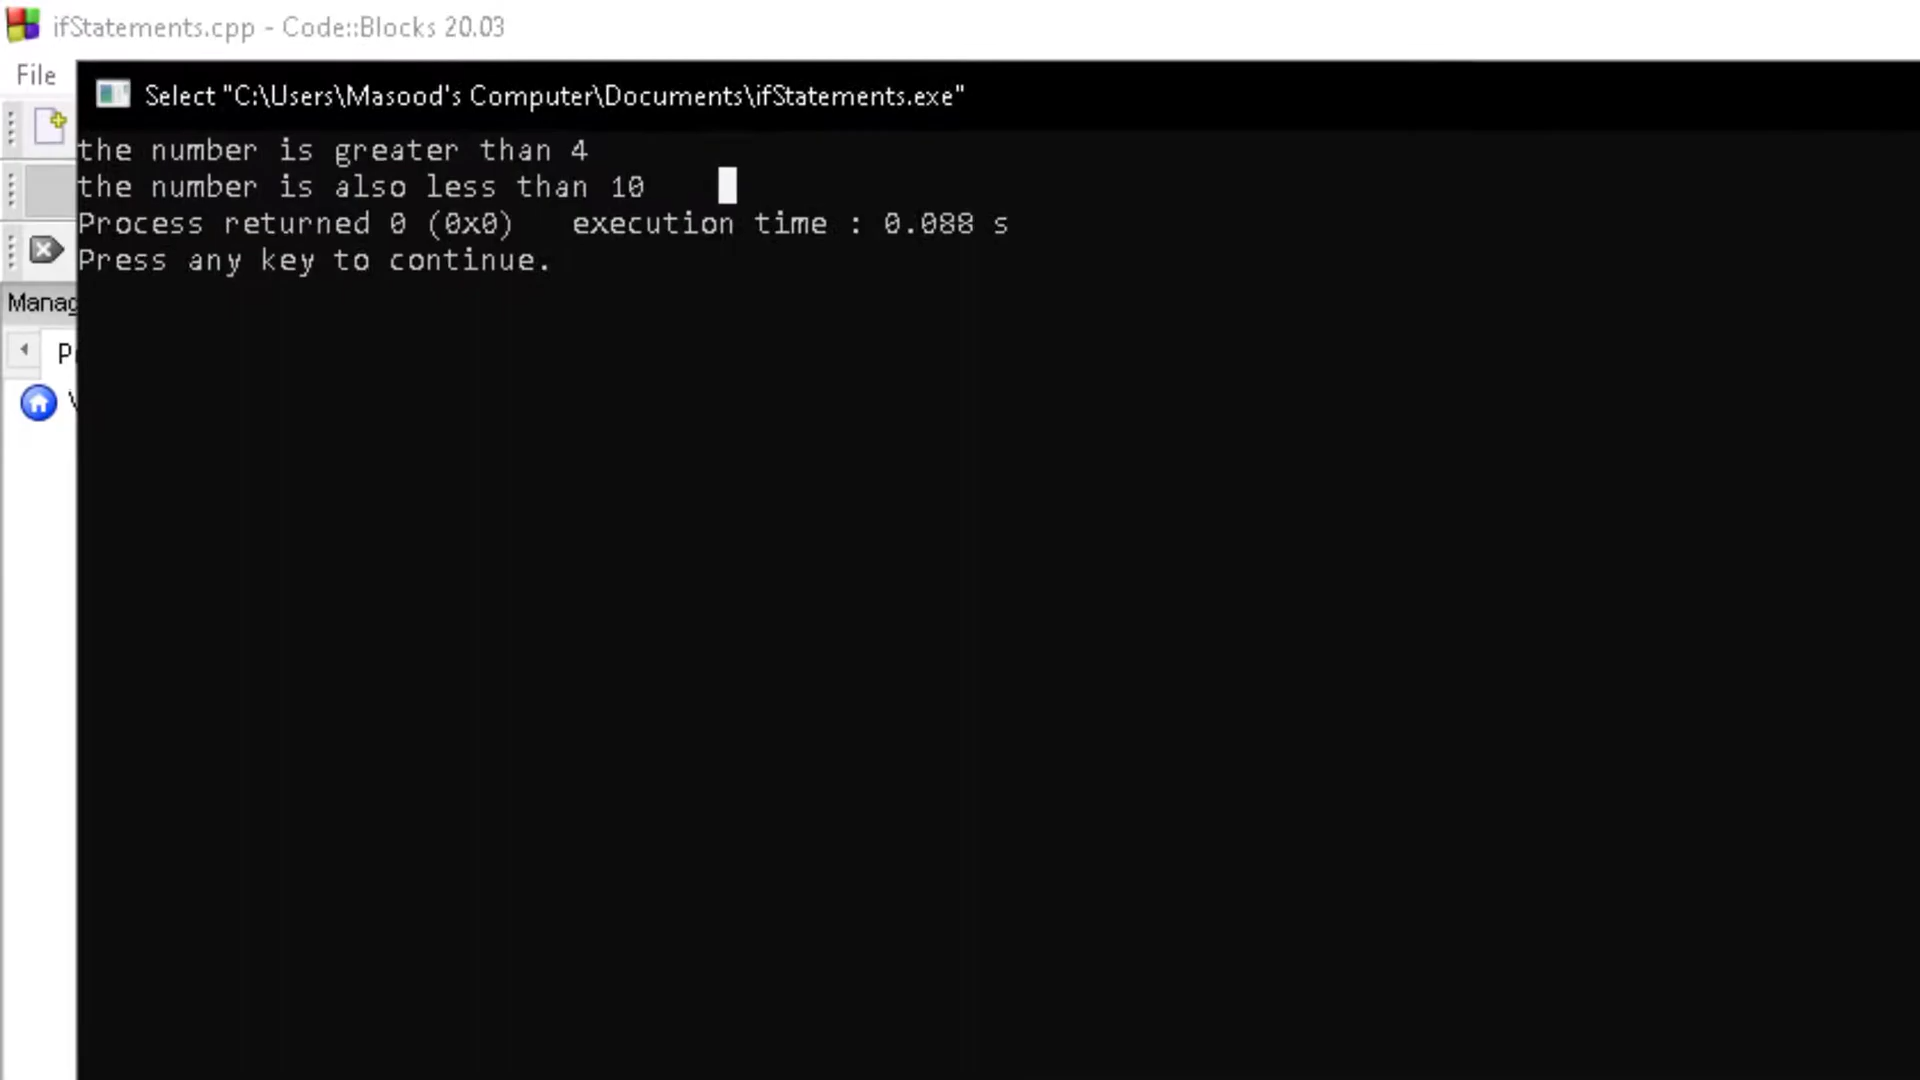 ifStatements.cpp - Code::Blocks 20.03
File
Select "C:\Users\Masood's Computer\Documents\ifStatements.exe"
the number is greater than 4
the number is also less than 10
Process returned 0 (0x0)   execution time : 0.088 s
Press any key to continue.
Manag
P
\